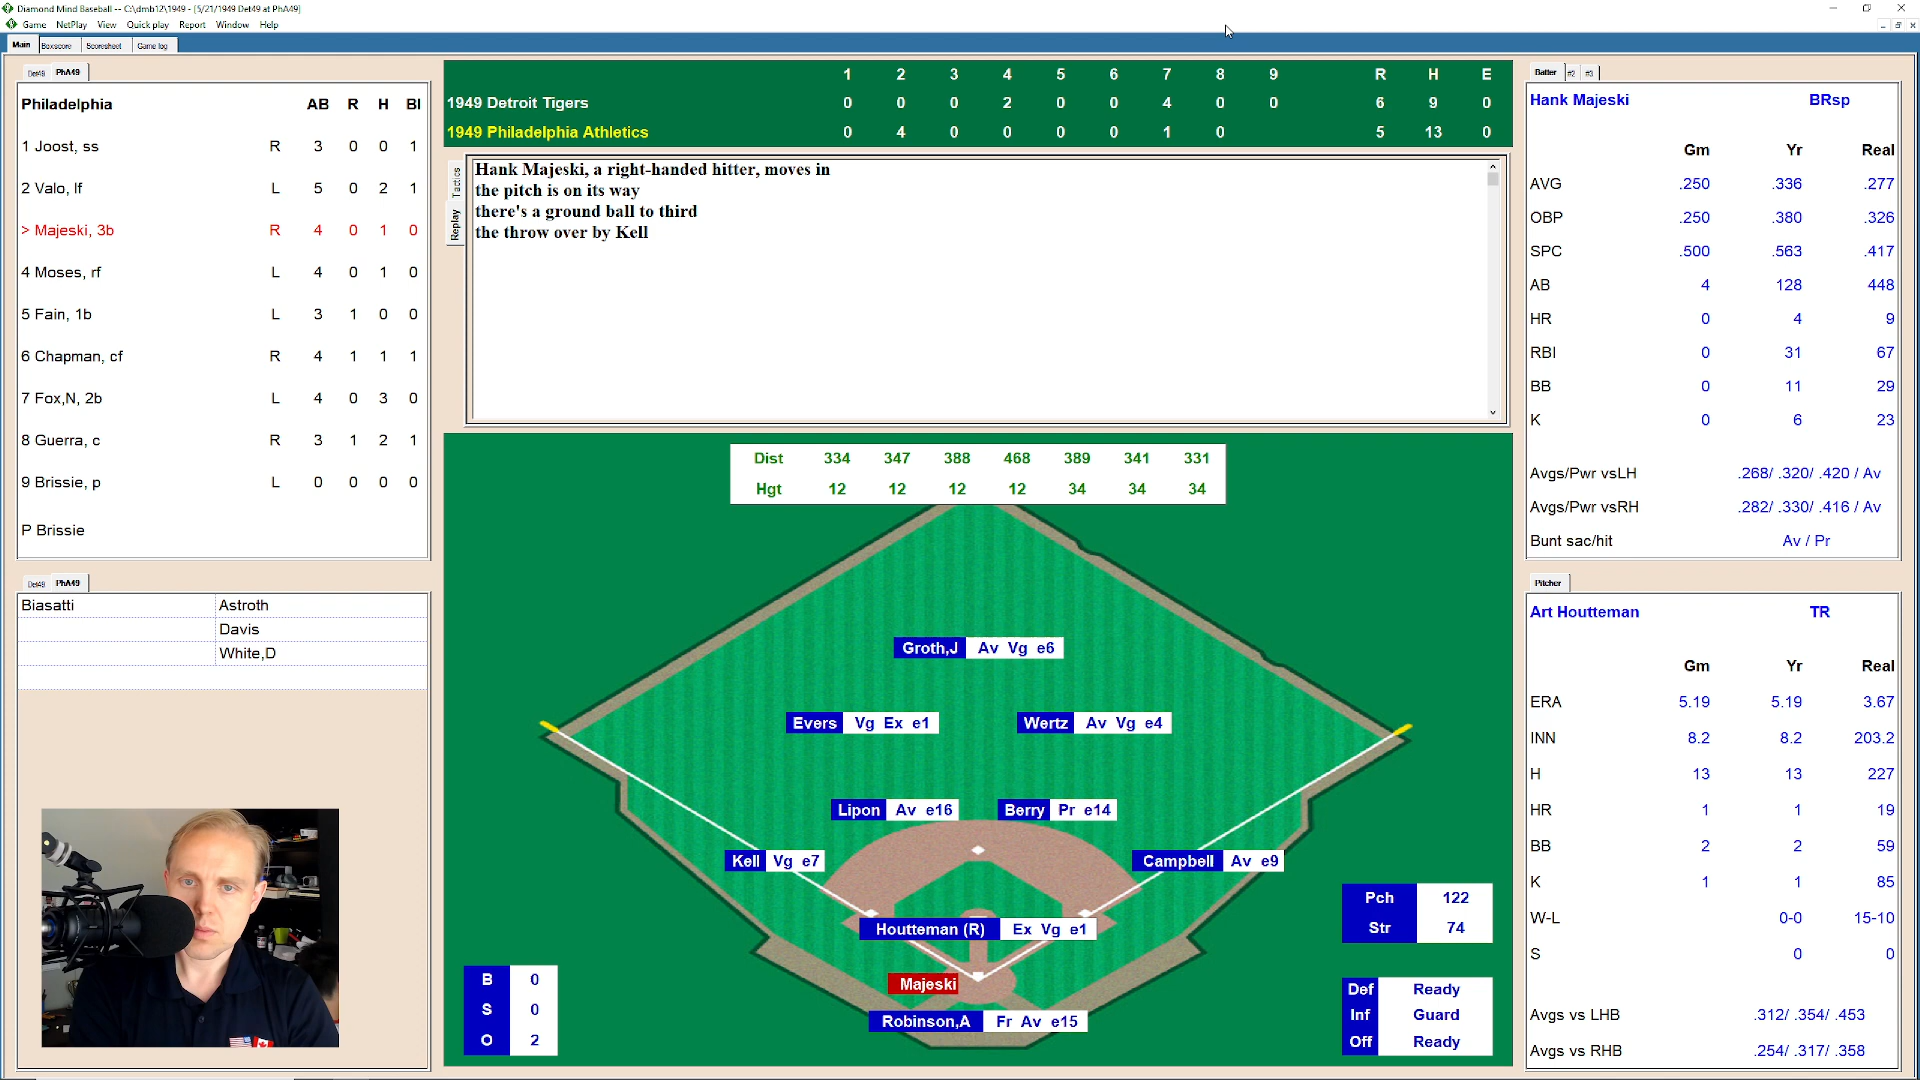 Diamond Mind Baseball -- C:\dmb12\1949 - [5/21/1949 Det49 at PhA49]
Game NetPlay View Quick play Report Window Help
Main Boxscore Scoresheet Game log
Det49 PhA49
Philadelphia AB R H BI
1 Joost, ss R 3 0 0 1
2 Valo, lf L 5 0 2 1
> Majeski, 3b R 4 0 1 0
4 Moses, rf L 4 0 1 0
5 Fain, 1b L 3 1 0 0
6 Chapman, cf R 4 1 1 1
7 Fox,N, 2b L 4 0 3 0
8 Guerra, c R 3 1 2 1
9 Brissie, p L 0 0 0 0
P Brissie
Det49 PhA49
Biasatti Astroth
Davis
White,D
1 2 3 4 5 6 7 8 9 R H E
1949 Detroit Tigers 0 0 0 2 0 0 4 0 0 6 9 0
1949 Philadelphia Athletics 0 4 0 0 0 0 1 0 5 13 0
Tactics
Replay
Hank Majeski, a right-handed hitter, moves in
the pitch is on its way
there's a ground ball to third
the throw over by Kell
Dist 334 347 388 468 389 341 331
Hgt 12 12 12 12 34 34 34
Groth,J Av Vg e6
Evers Vg Ex e1
Wertz Av Vg e4
Lipon Av e16
Berry Pr e14
Kell Vg e7
Campbell Av e9
Houtteman (R) Ex Vg e1
Majeski
Robinson,A Fr Av e15
B 0
S 0
O 2
Pch 122
Str 74
Def Ready
Inf Guard
Off Ready
Batter #2 #3
Hank Majeski BRsp
Gm Yr Real
AVG .250 .336 .277
OBP .250 .380 .326
SPC .500 .563 .417
AB 4 128 448
HR 0 4 9
RBI 0 31 67
BB 0 11 29
K 0 6 23
Avgs/Pwr vsLH .268/ .320/ .420 / Av
Avgs/Pwr vsRH .282/ .330/ .416 / Av
Bunt sac/hit Av / Pr
Pitcher
Art Houtteman TR
Gm Yr Real
ERA 5.19 5.19 3.67
INN 8.2 8.2 203.2
H 13 13 227
HR 1 1 19
BB 2 2 59
K 1 1 85
W-L 0-0 15-10
S 0 0
Avgs vs LHB .312/ .354/ .453
Avgs vs RHB .254/ .317/ .358